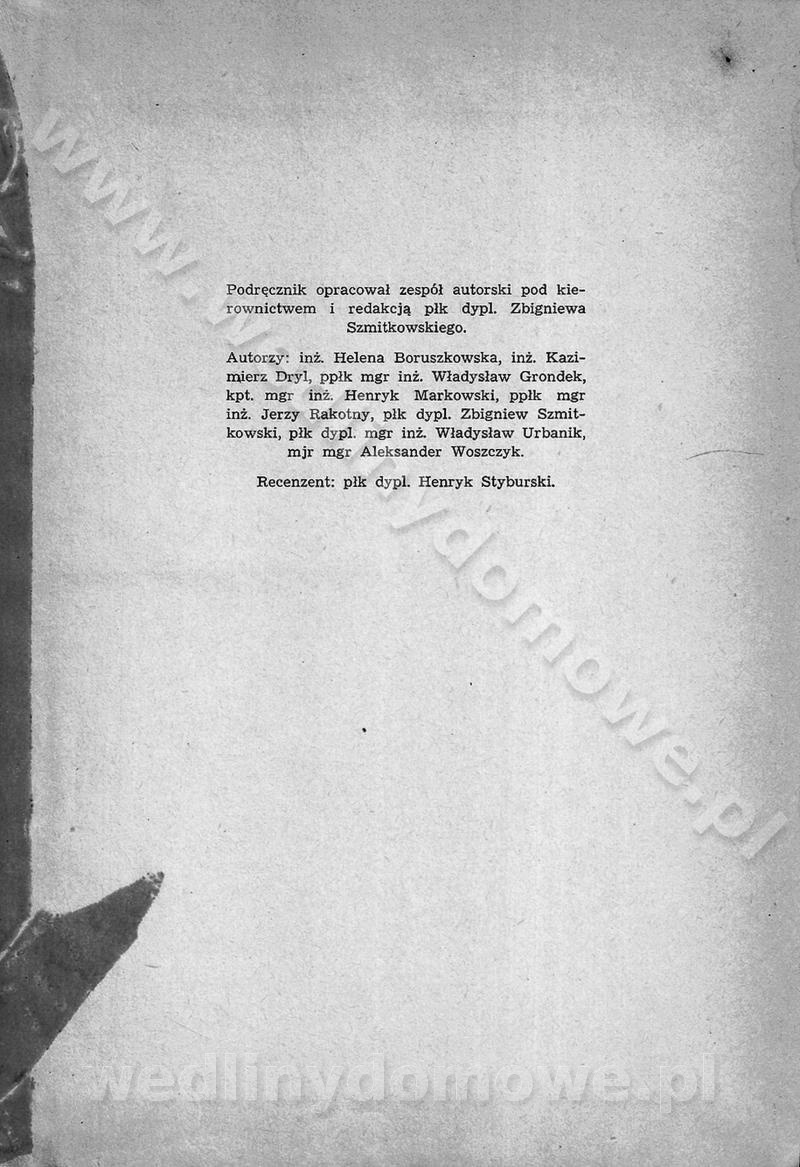 Podręcznik opracował zespół autorski pod kie-
rownictwem i redakcją płk dypl. Zbigniewa
Szmitkowskiego.
Autorzy: inż. Helena Boruszkowska, inż. Kazi-
mierz Dryl, ppłk mgr inż. Władysław Grondek,
kpt. mgr inż. Henryk Markowski, ppłk mgr
inż. Jerzy Rakotny, płk dypl. Zbigniew Szmit-
kowski, płk dypl. mgr inż. Władysław Urbanik,
mjr mgr Aleksander Woszczyk.
Recenzent: płk dypl. Henryk Styburski.
www.wedlinydomowe.pl
wedlinydomowe.pl